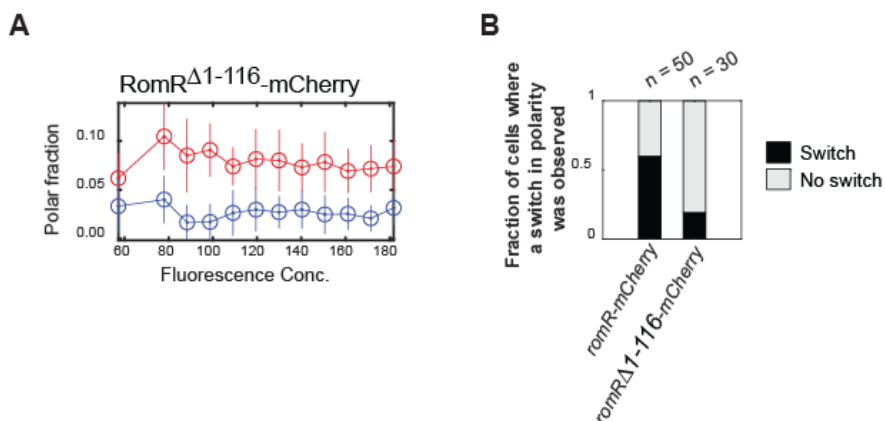 A
RomRΔ1-116-mCherry
Polar fraction
0.10
0.05
0.00
60 80 100 120 140 160 180
Fluorescence Conc.
B
n = 50
n = 30
Fraction of cells where
a switch in polarity
was observed
1
0.5
0
romR-mCherry
romRΔ1-116-mCherry
Switch
No switch